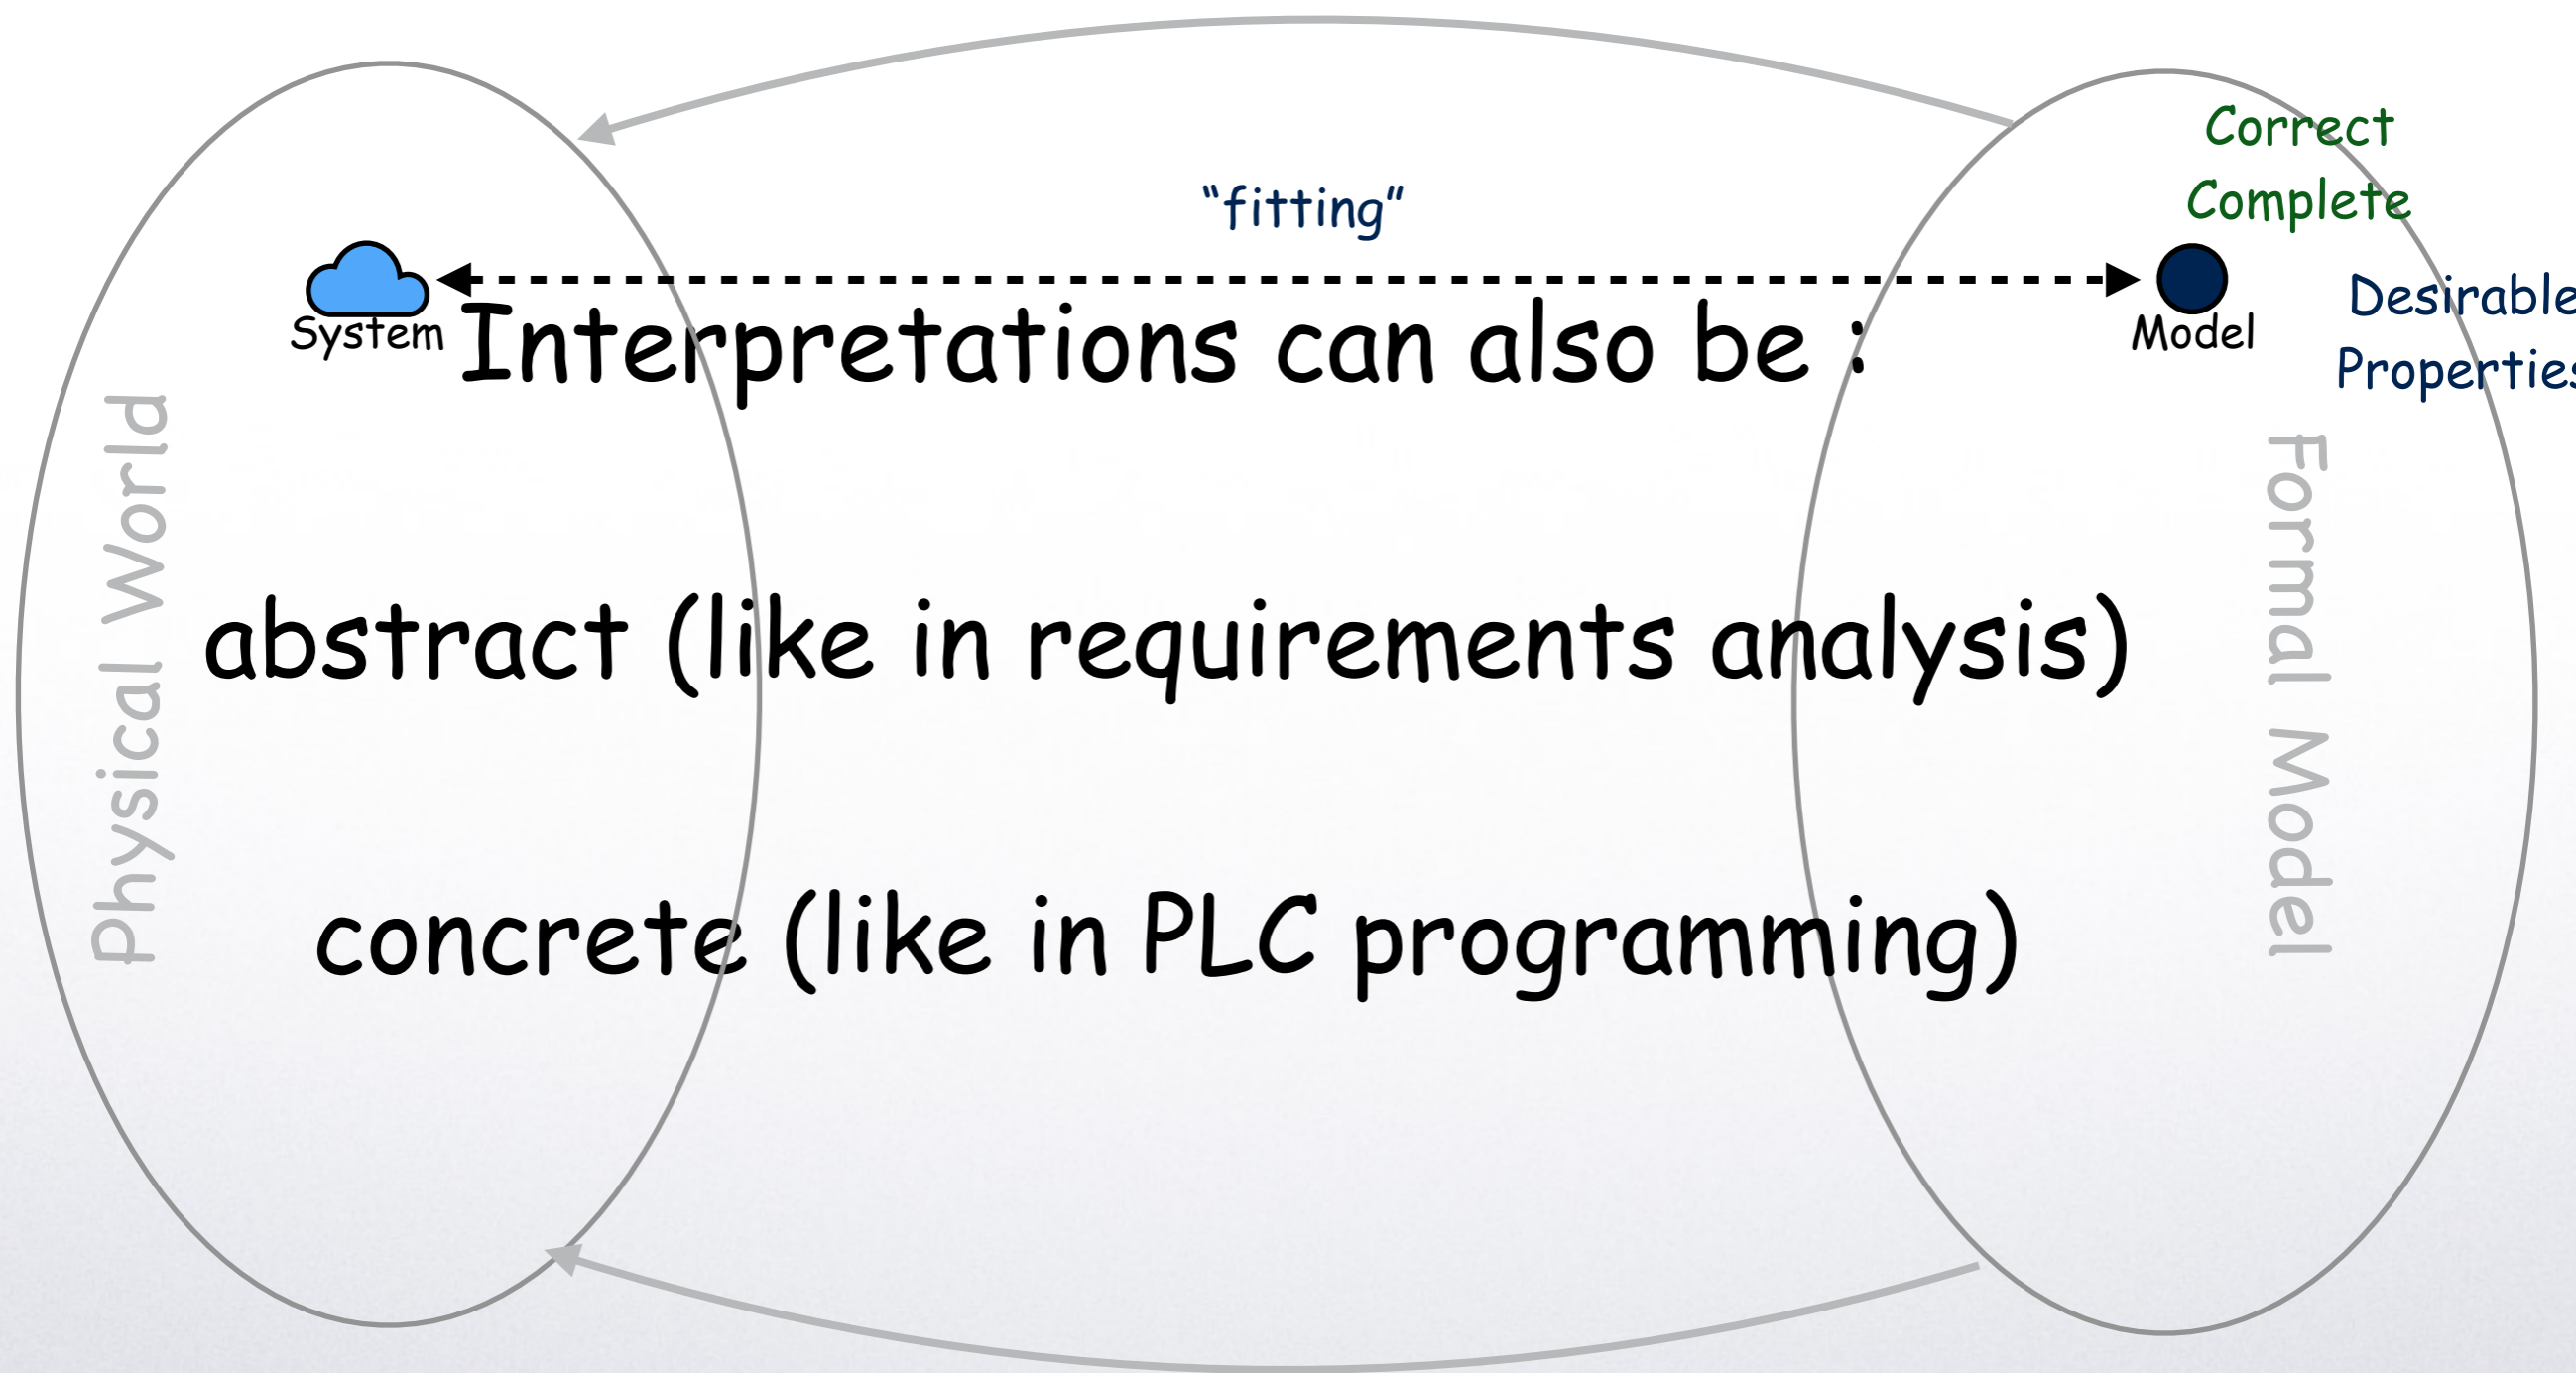 Correct
Complete
“fitting”
System
Model
Desirable
Properties
Interpretations can also be :
Physical World
Formal Model
abstract (like in requirements analysis)
concrete (like in PLC programming)